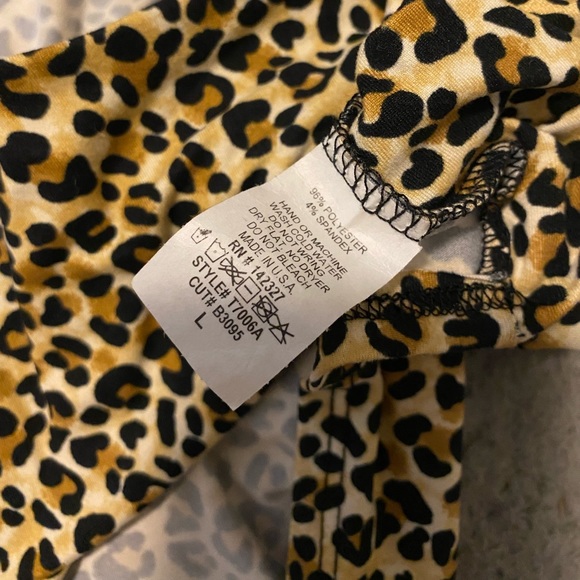 96% POLYESTER
4% SPANDEX
HAND OR MACHINE
WASH COLD WATER
DO NOT WRING
DRY FLAT, NO DRYER
DO NOT BLEACH
MADE IN U.S.A
RN # 142327
STYLE# T7006A
CUT# B3095
L